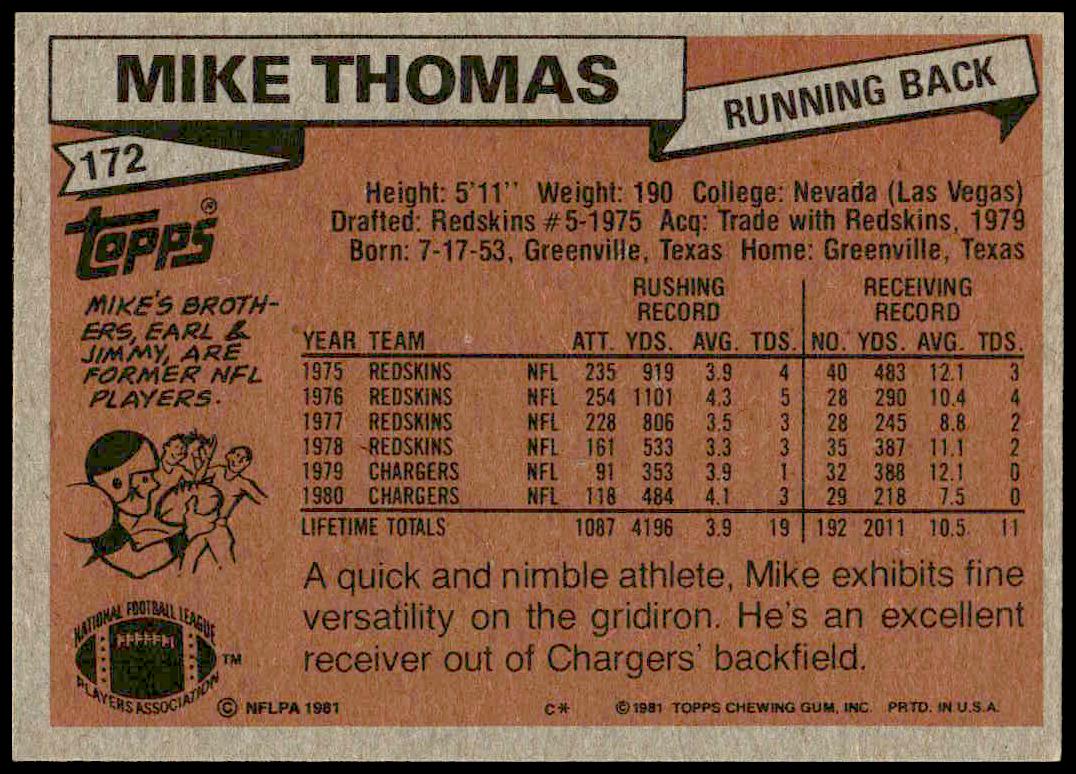 MIKE THOMAS
RUNNING BACK
172
Topps®
Height: 5'11'' Weight: 190 College: Nevada (Las Vegas)
Drafted: Redskins #5-1975 Acq: Trade with Redskins, 1979
Born: 7-17-53, Greenville, Texas Home: Greenville, Texas
MIKE'S BROTH-
ERS, EARL &
JIMMY, ARE
FORMER NFL
PLAYERS.
RUSHING RECEIVING
RECORD RECORD
YEAR TEAM ATT. YDS. AVG. TDS. NO. YDS. AVG. TDS.
1975 REDSKINS NFL 235 919 3.9 4 40 483 12.1 3
1976 REDSKINS NFL 254 1101 4.3 5 28 290 10.4 4
1977 REDSKINS NFL 228 806 3.5 3 28 245 8.8 2
1978 REDSKINS NFL 161 533 3.3 3 35 387 11.1 2
1979 CHARGERS NFL 91 353 3.9 1 32 388 12.1 0
1980 CHARGERS NFL 118 484 4.1 3 29 218 7.5 0
LIFETIME TOTALS 1087 4196 3.9 19 192 2011 10.5 11
A quick and nimble athlete, Mike exhibits fine
versatility on the gridiron. He's an excellent
receiver out of Chargers' backfield.
NATIONAL FOOTBALL LEAGUE
PLAYERS ASSOCIATION
TM
© NFLPA 1981 C* © 1981 TOPPS CHEWING GUM, INC. PRTD. IN U.S.A.